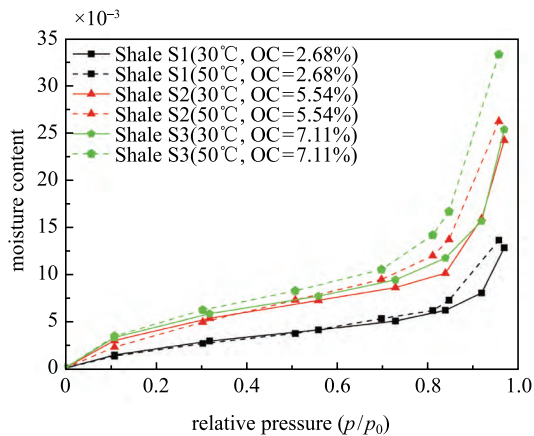 ×10⁻³
35
30
25
20
15
10
5
0
moisture content
Shale S1(30℃, OC=2.68%)
Shale S1(50℃, OC=2.68%)
Shale S2(30℃, OC=5.54%)
Shale S2(50℃, OC=5.54%)
Shale S3(30℃, OC=7.11%)
Shale S3(50℃, OC=7.11%)
0 0.2 0.4 0.6 0.8 1.0
relative pressure (p/p₀)